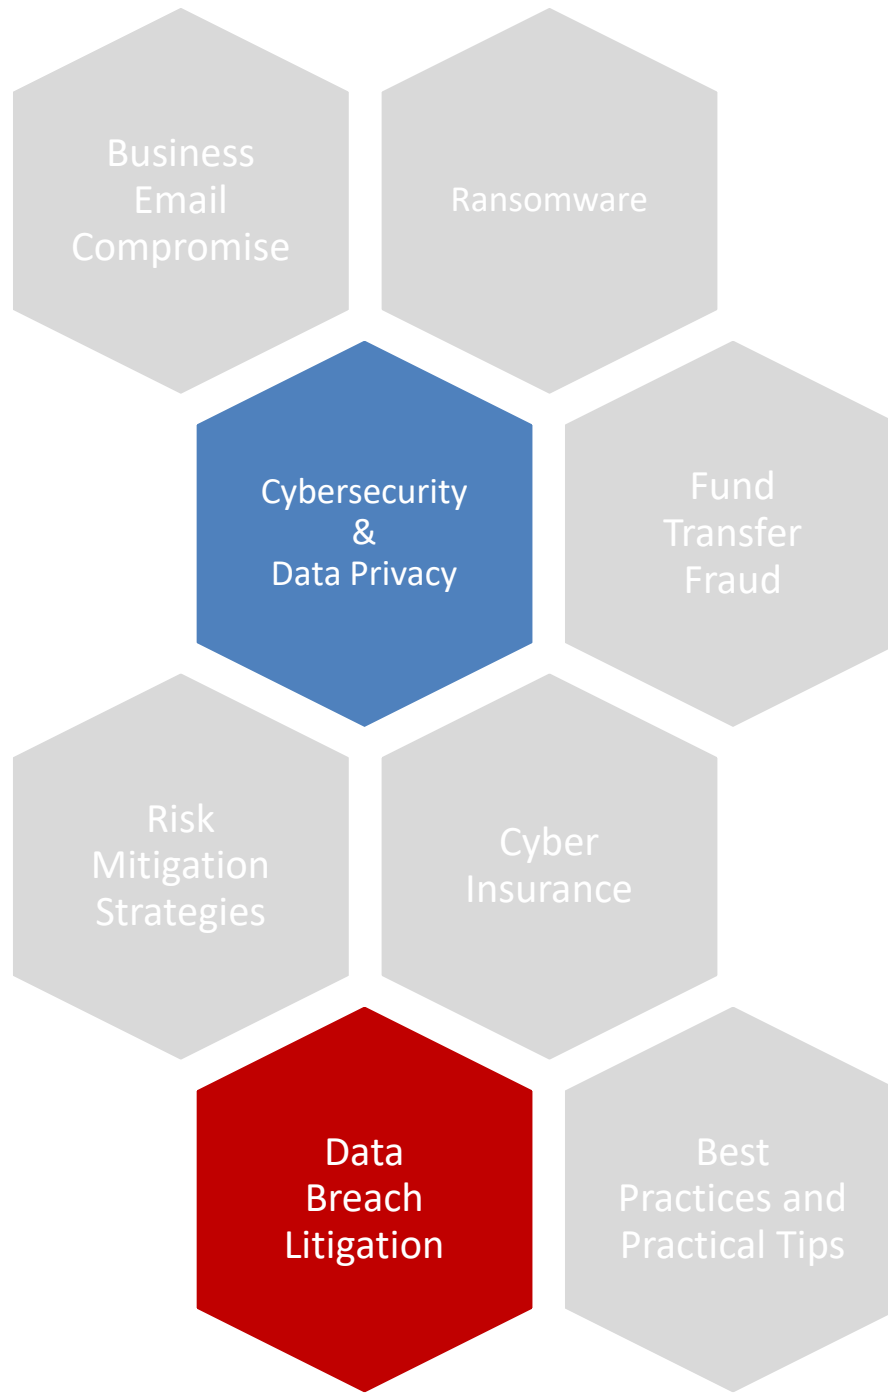 Business
Email
Compromise
Ransomware
Cybersecurity
&
Data Privacy
Fund
Transfer
Fraud
Risk
Mitigation
Strategies
Cyber
Insurance
Data
Breach
Litigation
Best
Practices and
Practical Tips